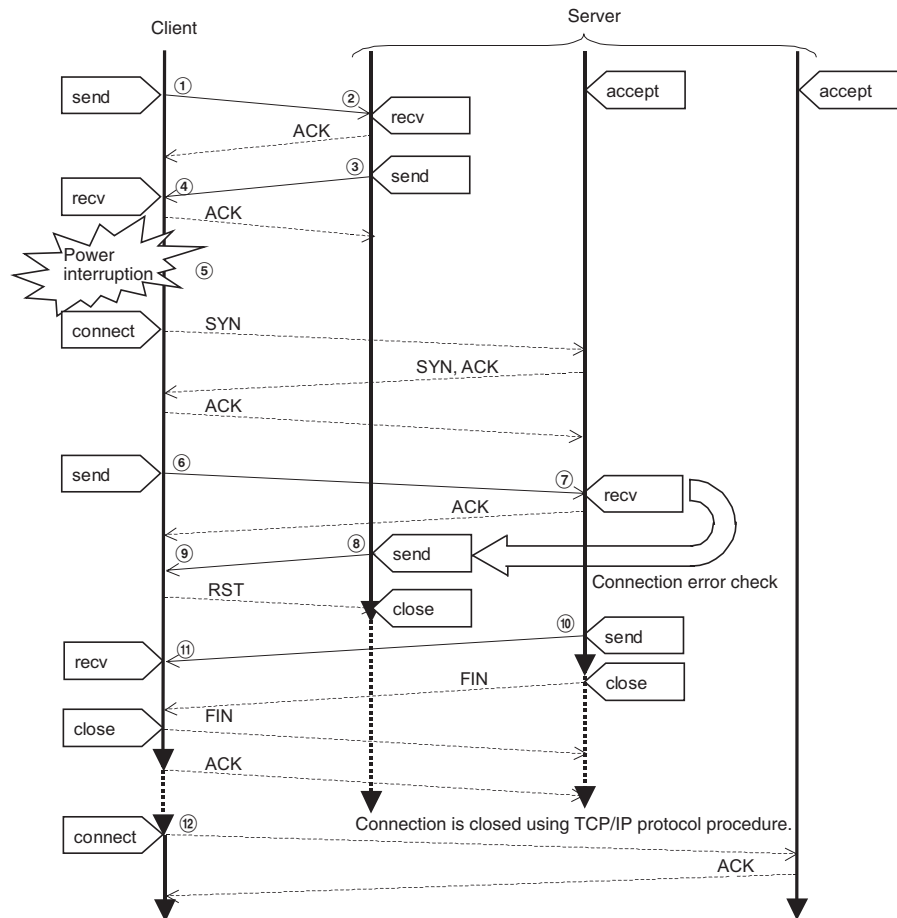 Server
Client
send
①
②
accept
accept
recv
ACK
③
send
recv
④
ACK
Power
interruption
⑤
connect
SYN
SYN, ACK
ACK
send
⑥
⑦
recv
ACK
⑨
⑧
send
Connection error check
RST
close
⑩
send
recv
⑪
FIN
close
FIN
close
ACK
Connection is closed using TCP/IP protocol procedure.
connect
⑫
ACK